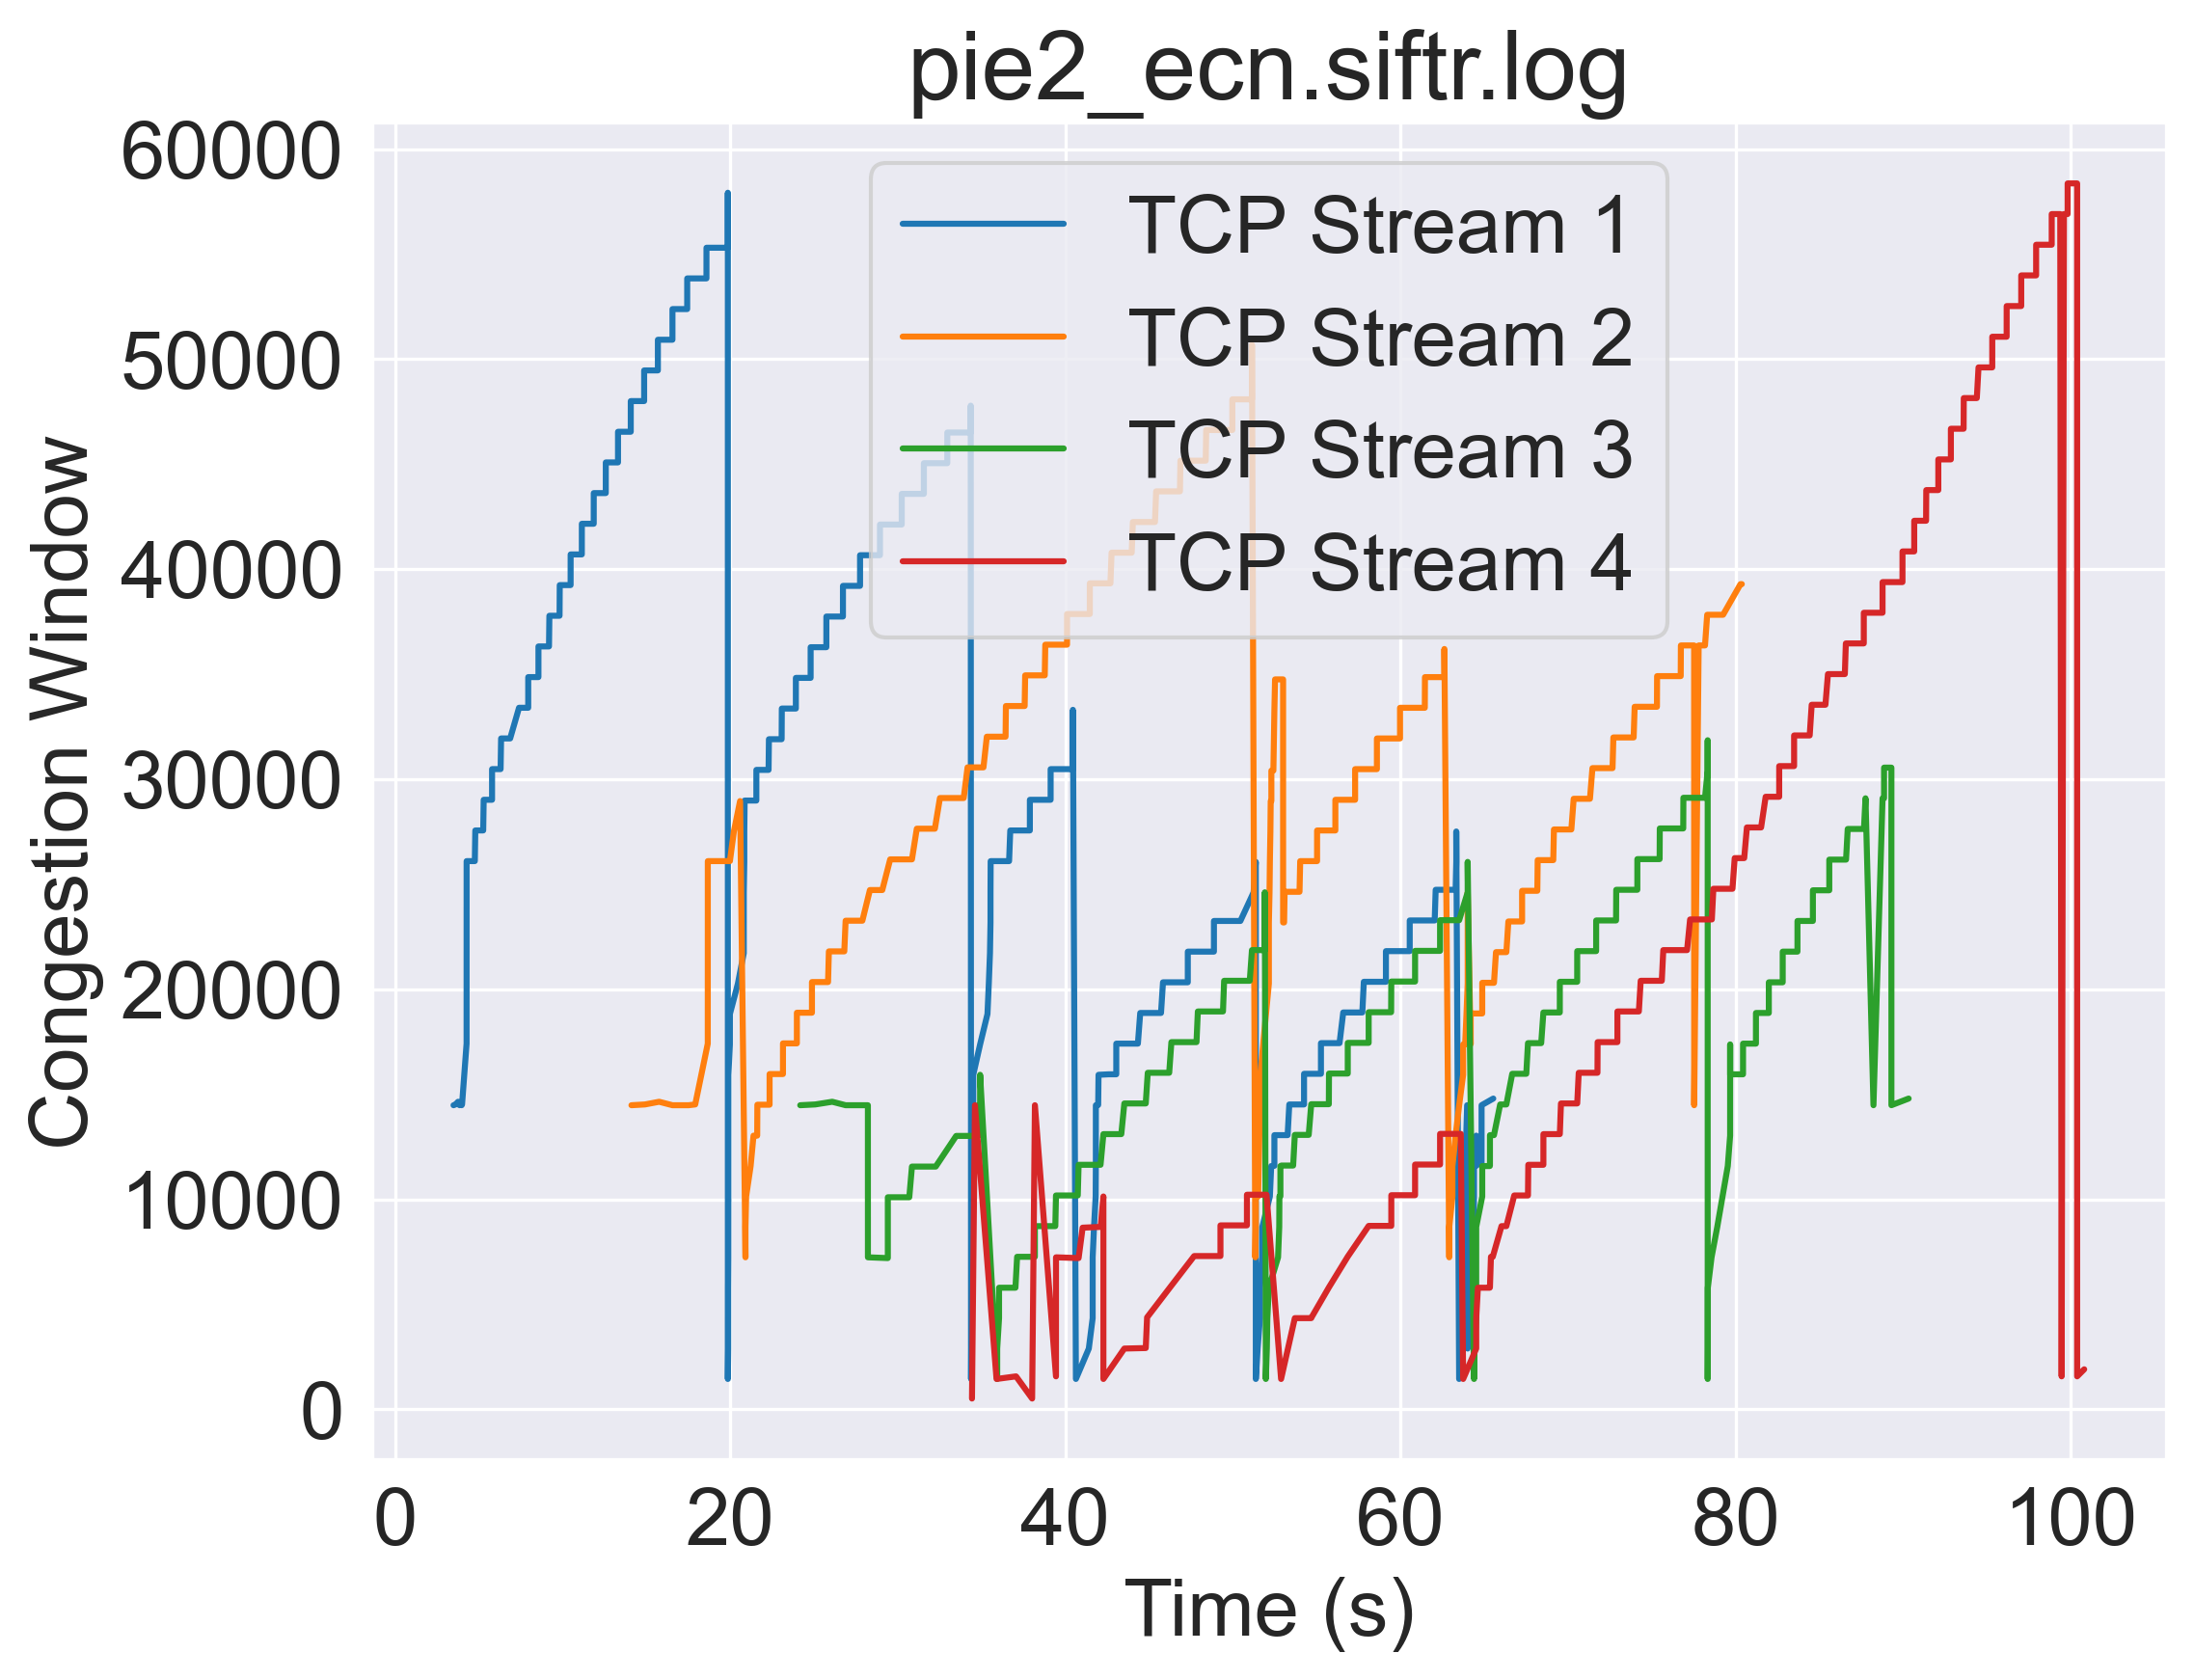 pie2_ecn.siftr.log
60000
50000
40000
30000
20000
10000
0
Congestion Window
TCP Stream 1
TCP Stream 2
TCP Stream 3
TCP Stream 4
0 20 40 60 80 100
Time (s)